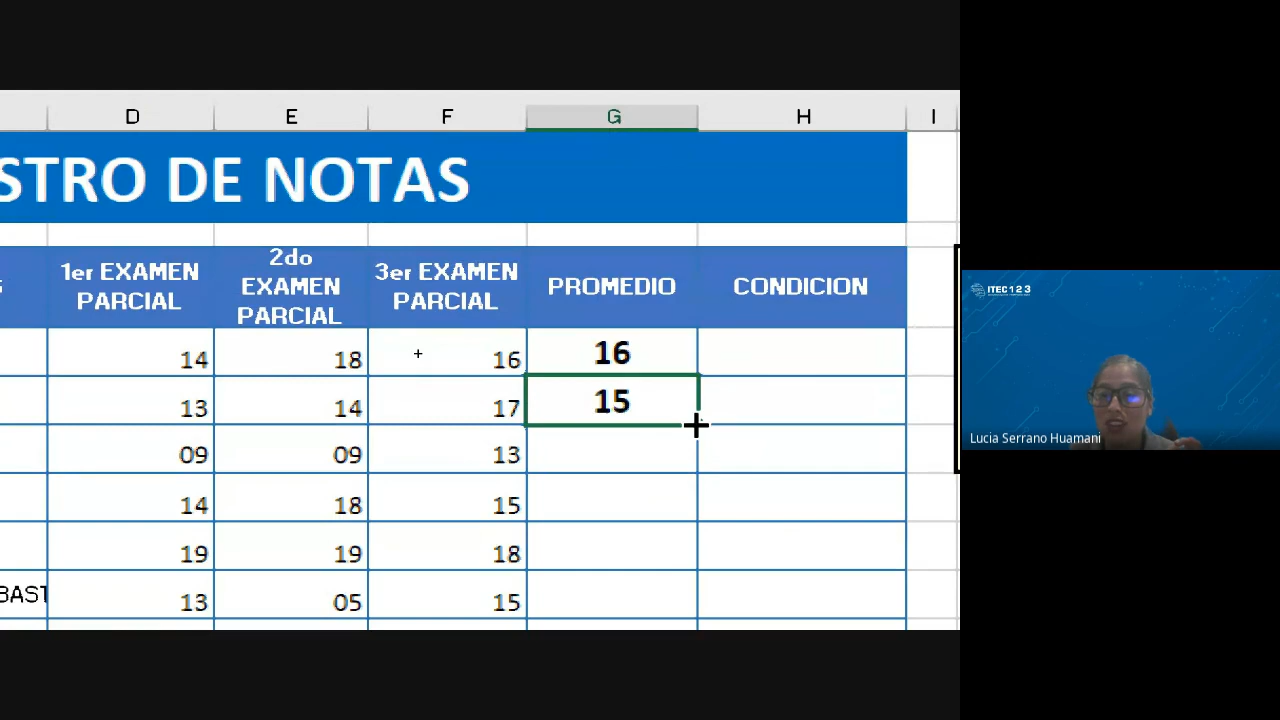 D E F G H I
STRO DE NOTAS
1er EXAMEN PARCIAL
2do EXAMEN PARCIAL
3er EXAMEN PARCIAL
PROMEDIO
CONDICION
14 18 16 16
13 14 17 15
09 09 13
14 18 15
19 19 18
BAST 13 05 15
ITEC 1 2 3
Lucia Serrano Huamani